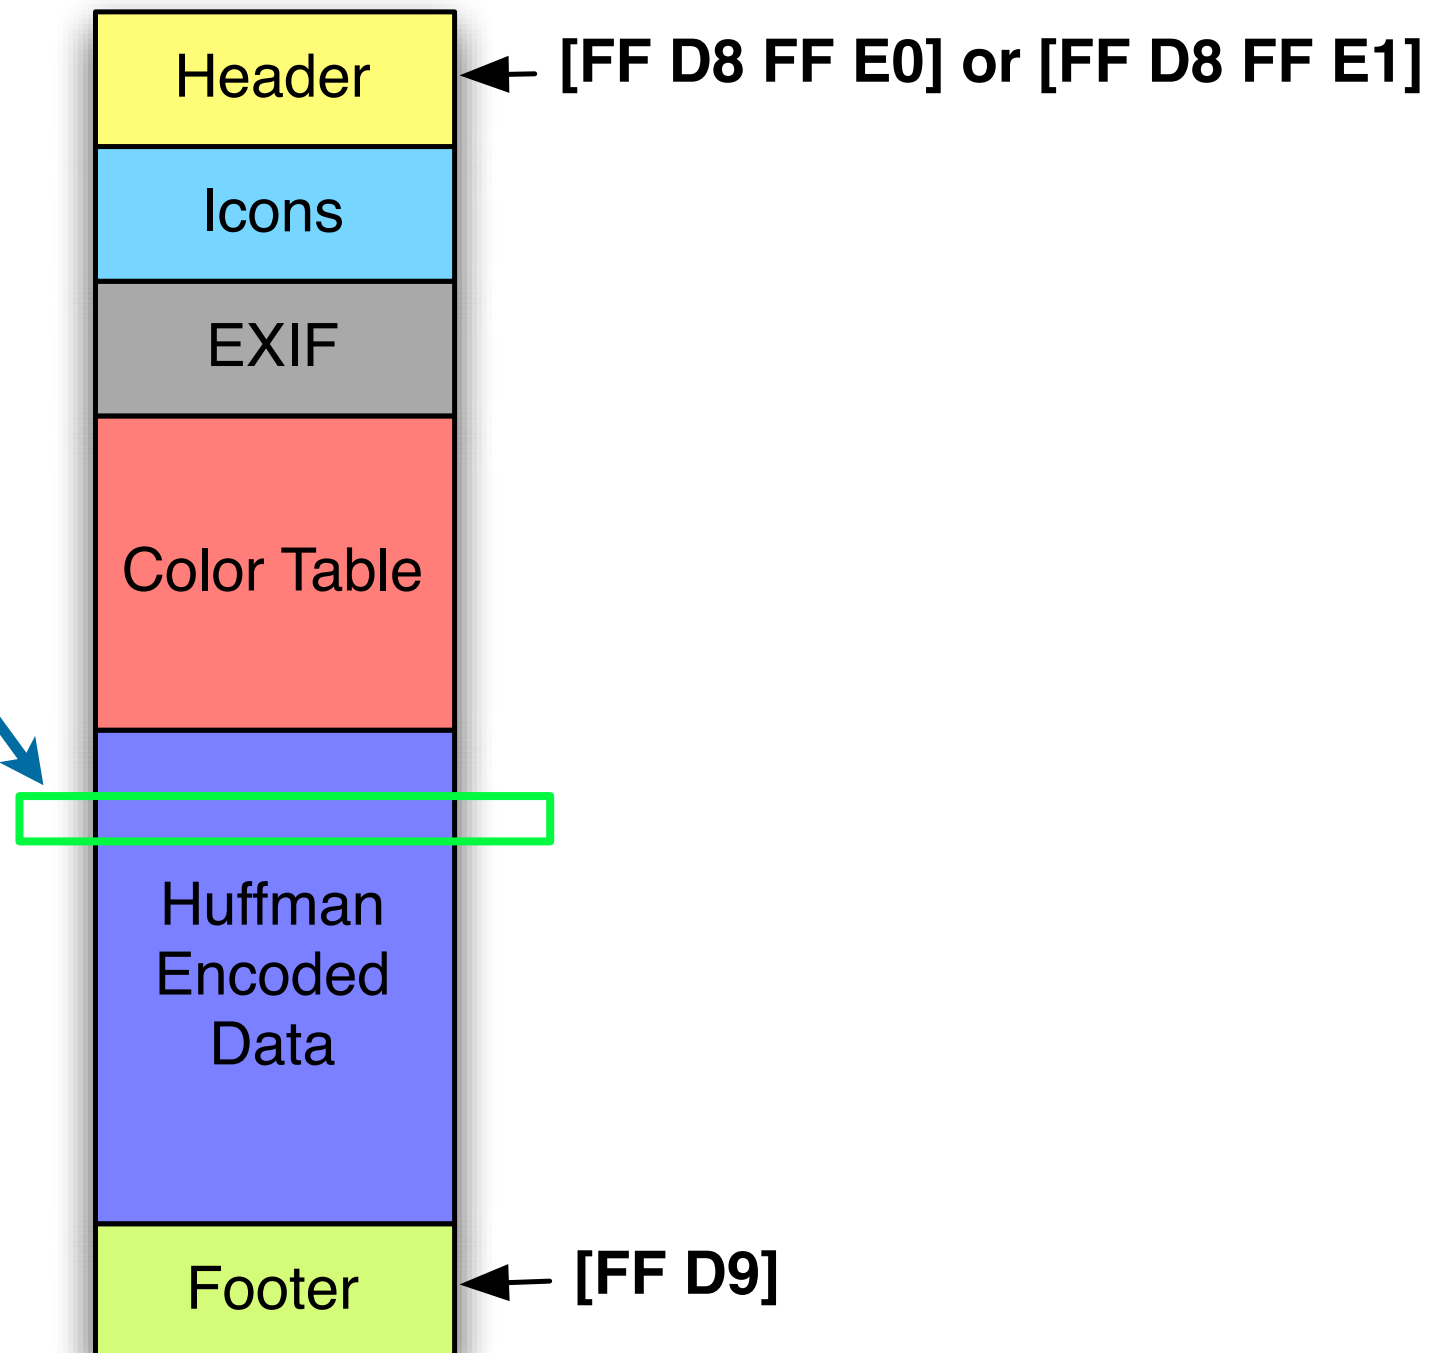 Header
[FF D8 FF E0] or [FF D8 FF E1]
Icons
EXIF
Color Table
Huffman
Encoded
Data
Footer
[FF D9]